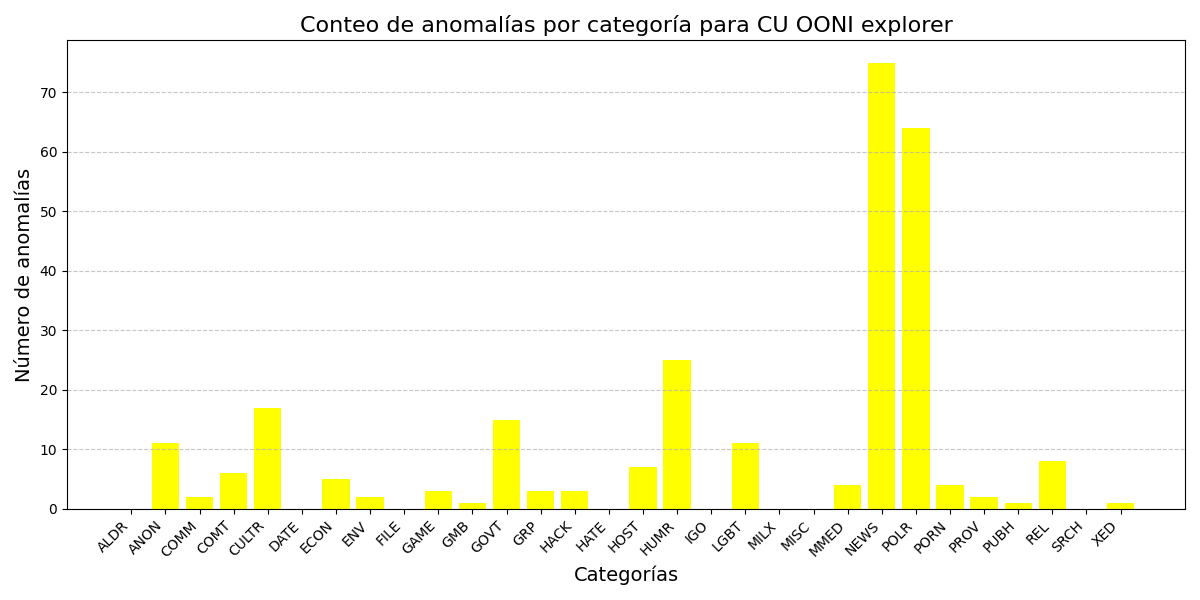 Conteo de anomalías por categoría para CU OONI explorer
Número de anomalías
70
60
50
40
30
20
10
0
ALDR
ANON
COMM
COMT
CULTR
DATE
ECON
ENV
FILE
GAME
GMB
GOVT
GRP
HACK
HATE
HOST
HUMR
IGO
LGBT
MILX
MISC
MMED
NEWS
POLR
PORN
PROV
PUBH
REL
SRCH
XED
Categorías